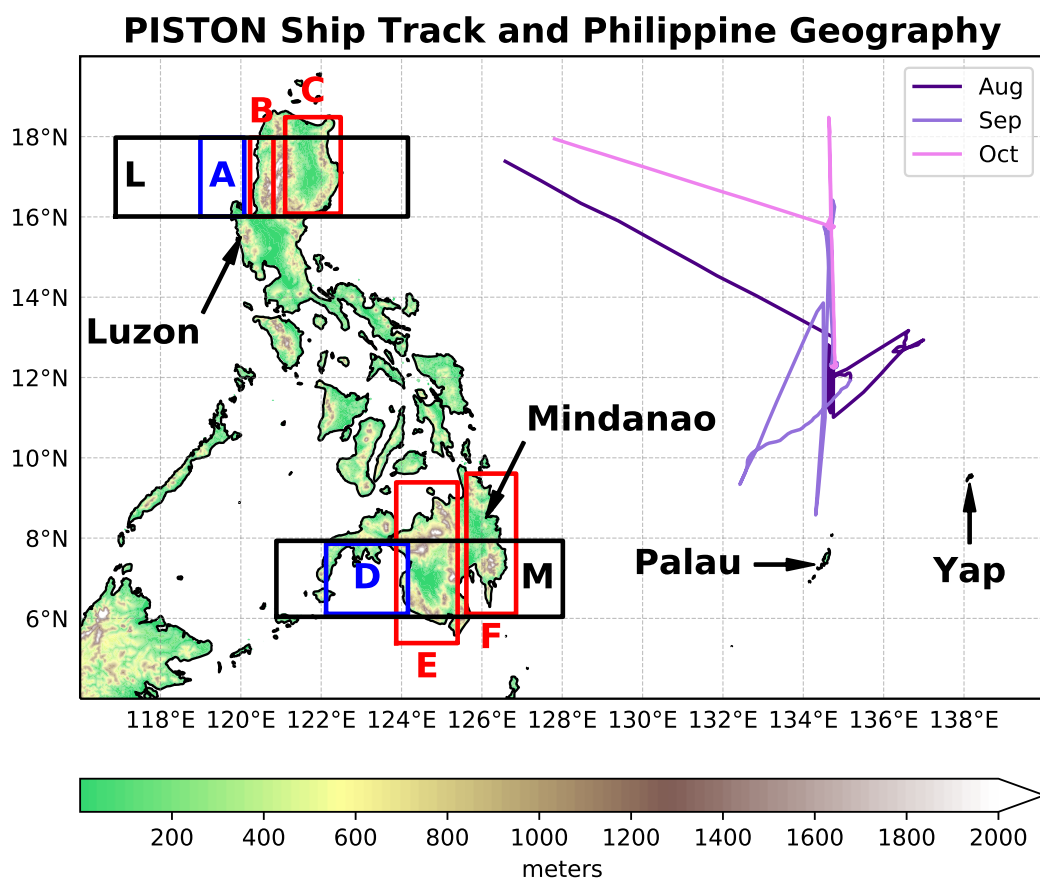 PISTON Ship Track and Philippine Geography
Aug
Sep
Oct
C
B
18°N
L
A
16°N
14°N
Luzon
12°N
Mindanao
10°N
8°N
Palau
Yap
D
M
6°N
F
E
118°E 120°E 122°E 124°E 126°E 128°E 130°E 132°E 134°E 136°E 138°E
200 400 600 800 1000 1200 1400 1600 1800 2000
meters